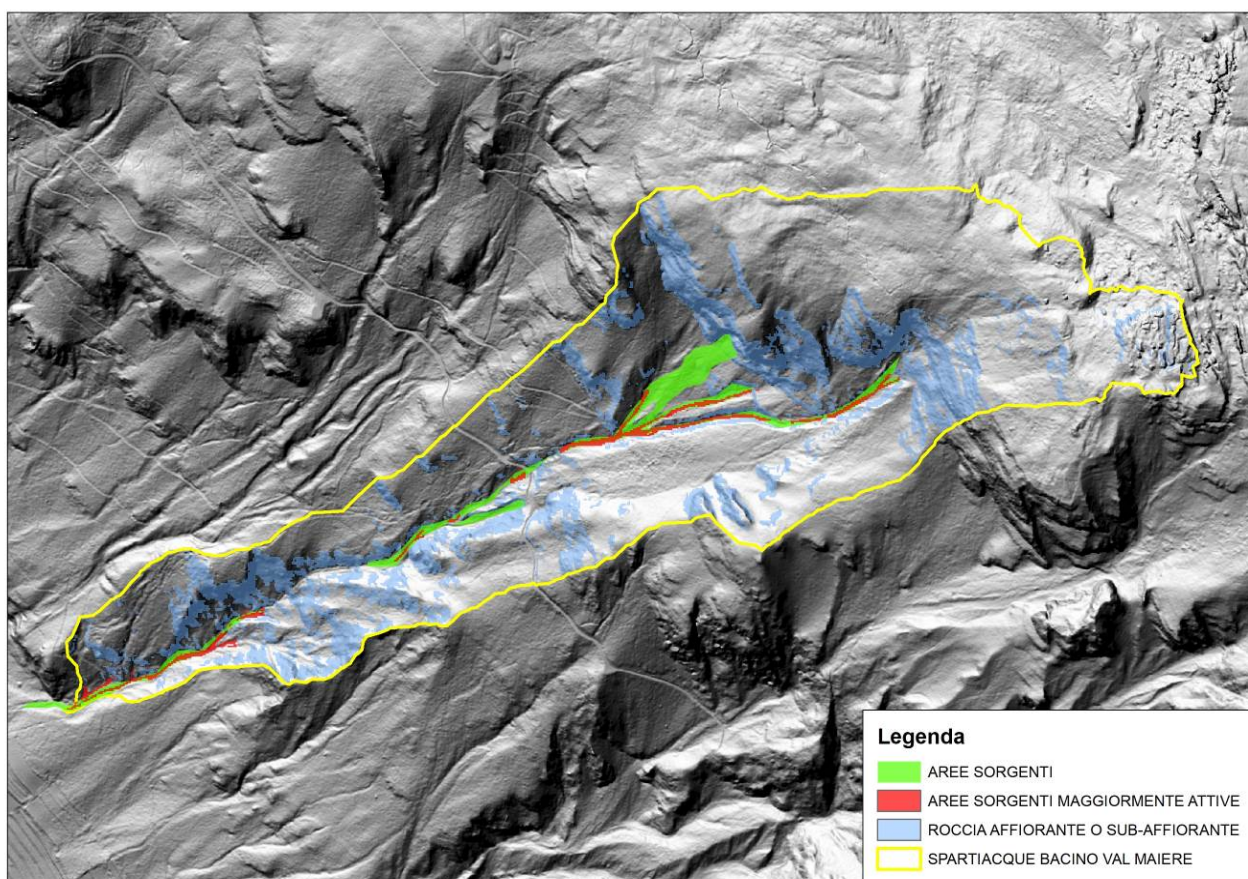 Legenda
AREE SORGENTI
AREE SORGENTI MAGGIORMENTE ATTIVE
ROCCIA AFFIORANTE O SUB-AFFIORANTE
SPARTIACQUE BACINO VAL MAIERE